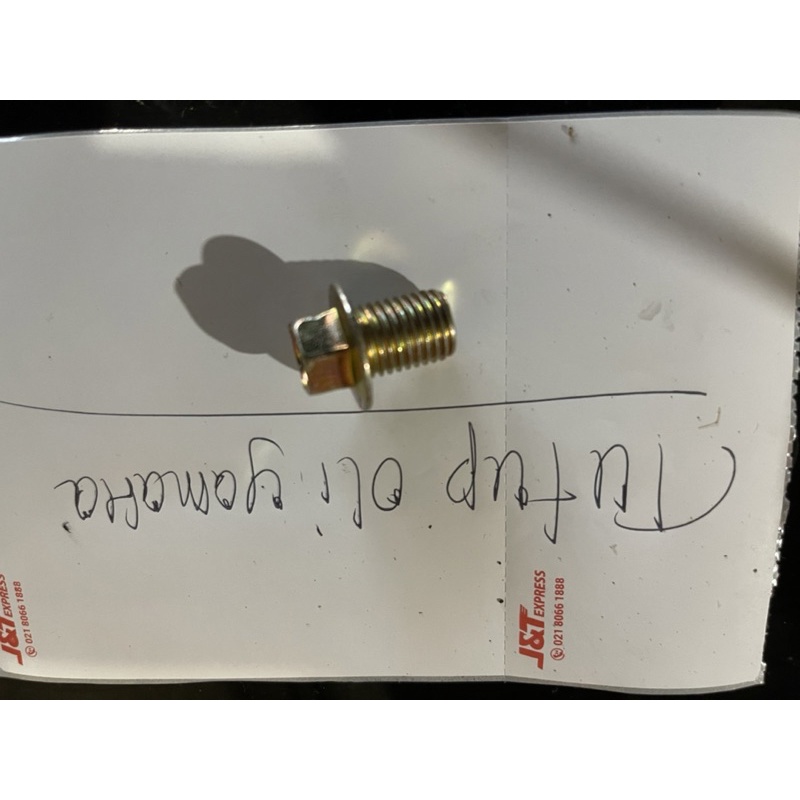 Tutup oli yamaha
J&T EXPRESS
021 8066 1888
J&T EXPRESS
021 8066 1888